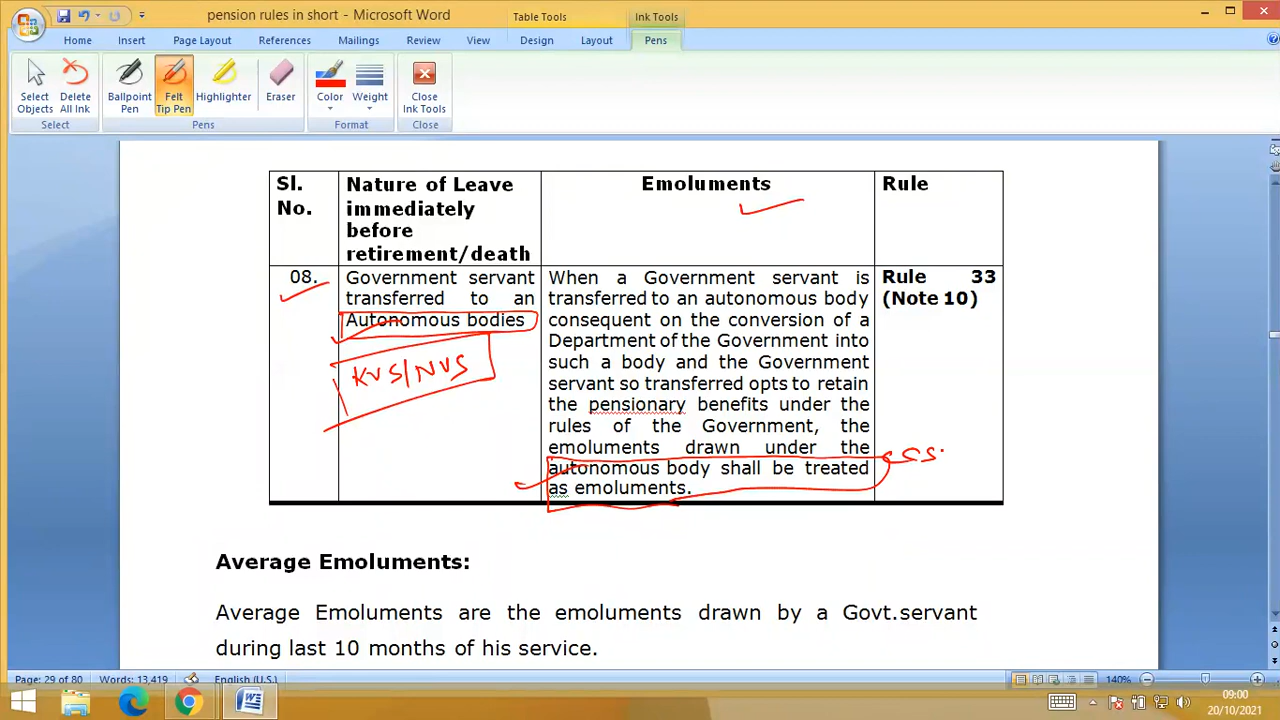 pension rules in short - Microsoft Word
Table Tools
Ink Tools
Home Insert Page Layout References Mailings Review View Design Layout Pens
Select Objects
Delete All Ink
Ballpoint Pen
Felt Tip Pen
Highlighter
Eraser
Color
Weight
Close Ink Tools
Select Pens Format Close
Sl. No.
Nature of Leave
immediately
before
retirement/death
Emoluments
Rule
08.
Government servant
transferred to an
Autonomous bodies
KVS/NVS
When a Government servant is
transferred to an autonomous body
consequent on the conversion of a
Department of the Government into
such a body and the Government
servant so transferred opts to retain
the pensionary benefits under the
rules of the Government, the
emoluments drawn under the
autonomous body shall be treated
as emoluments.
Rule 33
(Note 10)
Average Emoluments:
Average Emoluments are the emoluments drawn by a Govt.servant
during last 10 months of his service.
Page: 29 of 80 Words: 13,419 English (U.S.) 140%
09:00
20/10/2021